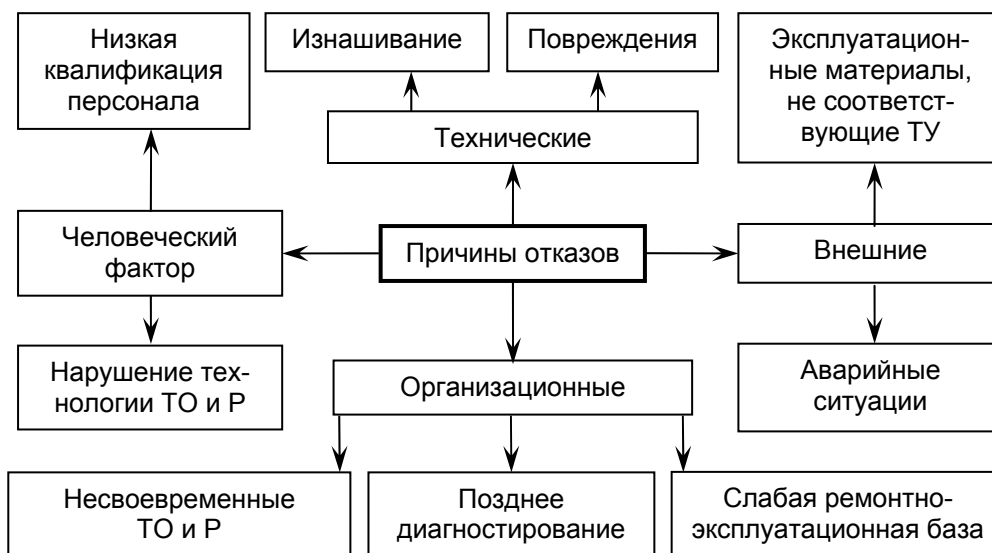 Низкая
квалификация
персонала
Изнашивание
Повреждения
Эксплуатацион-
ные материалы,
не соответст-
вующие ТУ
Технические
Человеческий
фактор
Причины отказов
Внешние
Нарушение тех-
нологии ТО и Р
Организационные
Аварийные
ситуации
Несвоевременные
ТО и Р
Позднее
диагностирование
Слабая ремонтно-
эксплуатационная база